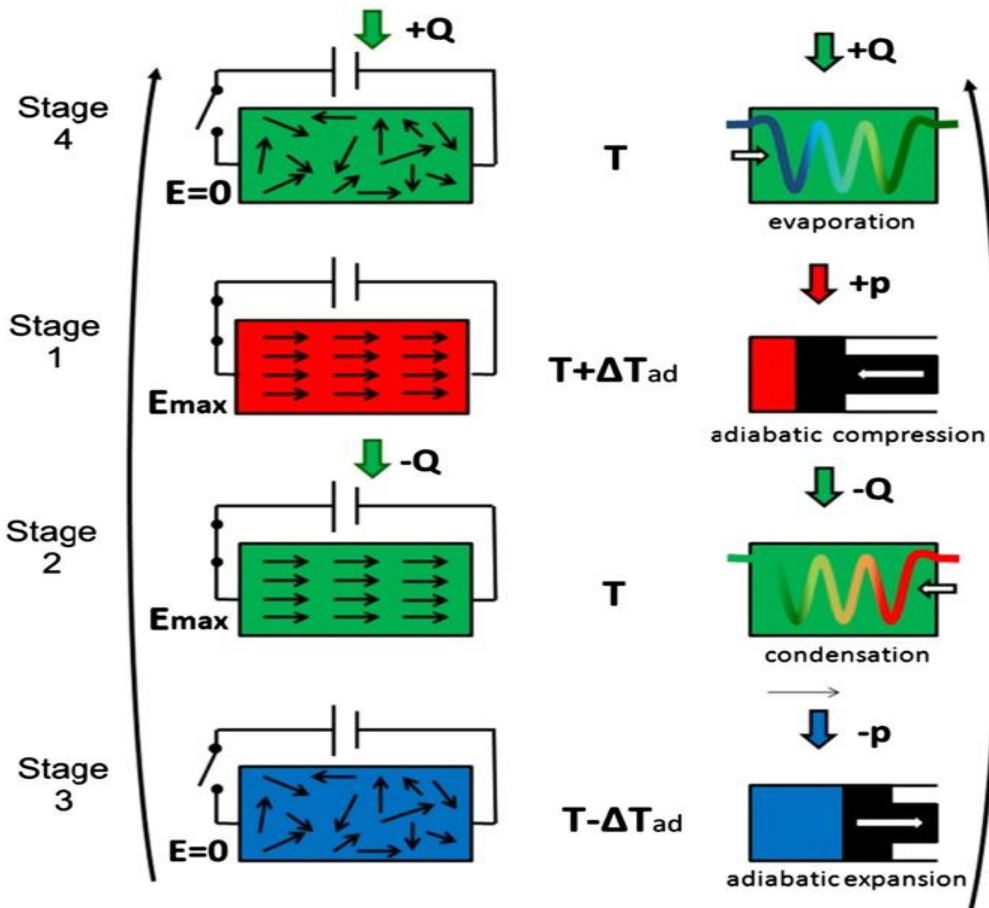 +Q
+Q
Stage
4
E=0
T
evaporation
+p
Stage
1
Emax
T+ΔTad
adiabatic compression
-Q
-Q
Stage
2
Emax
T
condensation
-p
Stage
3
E=0
T-ΔTad
adiabatic expansion